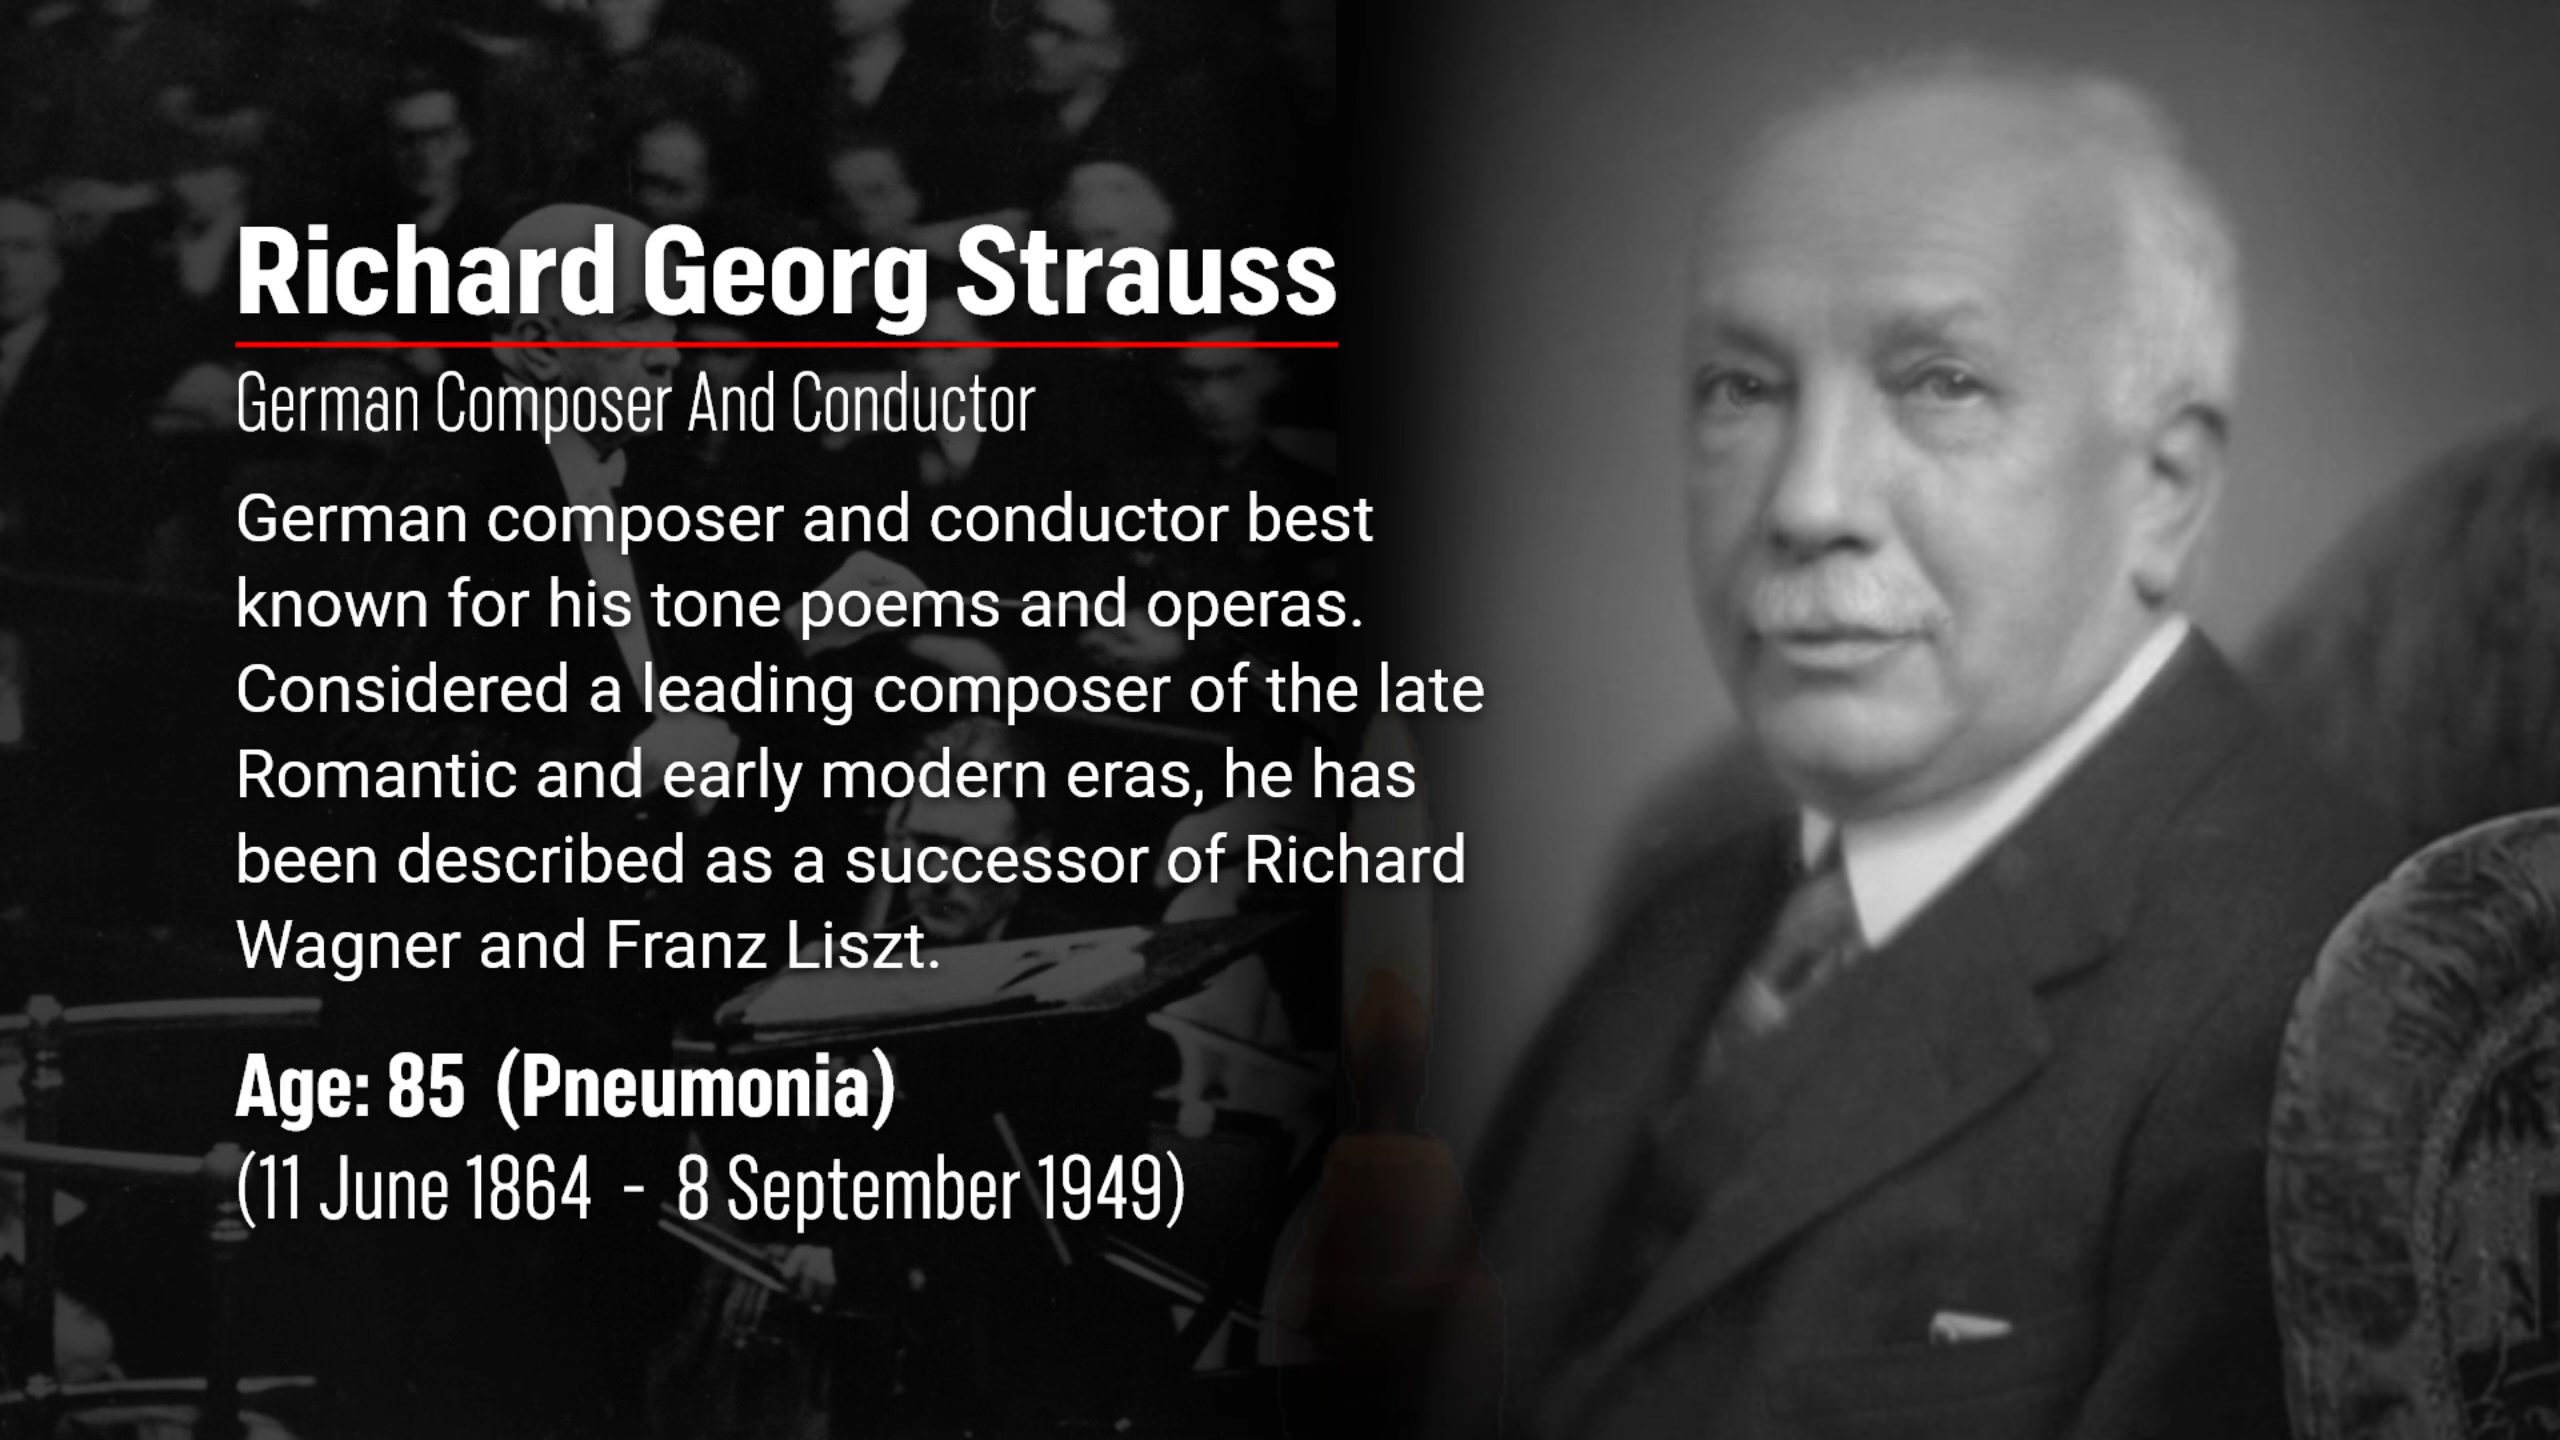 Richard Georg Strauss
German Composer And Conductor
German composer and conductor best
known for his tone poems and operas.
Considered a leading composer of the late
Romantic and early modern eras, he has
been described as a successor of Richard
Wagner and Franz Liszt.
Age: 85 (Pneumonia)
(11 June 1864 - 8 September 1949)